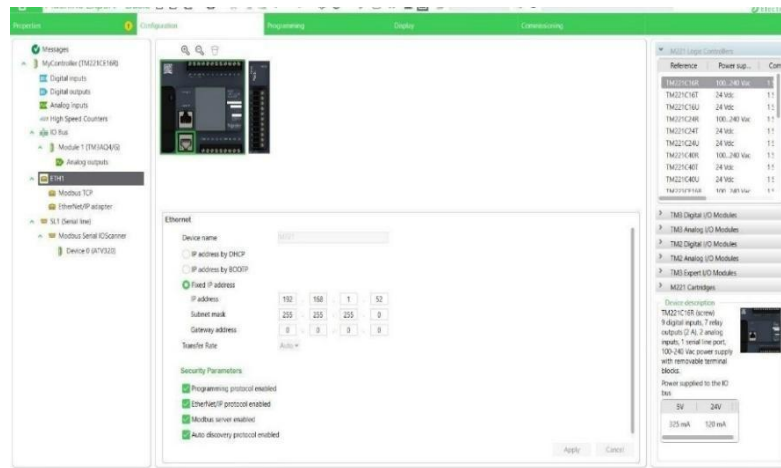 Properties
Configuration
Programming
Display
Commissioning
Messages
MyController (TM221CE16R)
Digital inputs
Digital outputs
Analog inputs
High Speed Counters
IO Bus
Module 1 (TM3AQ4/G)
Analog outputs
ETH1
Modbus TCP
EtherNet/IP adapter
SL1 (Serial line)
Modbus Serial IOScanner
Device 0 (ATV320)
Ethernet
Device name M221
IP address by DHCP
IP address by BOOTP
Fixed IP address
IP address 192 . 168 . 1 . 52
Subnet mask 255 . 255 . 255 . 0
Gateway address 0 . 0 . 0 . 0
Transfer Rate Auto
Security Parameters
Programming protocol enabled
EtherNet/IP protocol enabled
Modbus server enabled
Auto discovery protocol enabled
Apply Cancel
M221 Logic Controllers
Reference Power sup... Com
TM221C16R 100...240 Vac
TM221C16T 24 Vdc
TM221C16U 24 Vdc
TM221C24R 100...240 Vac
TM221C24T 24 Vdc
TM221C24U 24 Vdc
TM221C40R 100...240 Vac
TM221C40T 24 Vdc
TM221C40U 24 Vdc
TM221CE16R 100...240 Vac
TM3 Digital I/O Modules
TM3 Analog I/O Modules
TM2 Digital I/O Modules
TM2 Analog I/O Modules
TM3 Expert I/O Modules
M221 Cartridges
Device description
TM221C16R (screw)
9 digital inputs, 7 relay
outputs (2 A), 2 analog
inputs, 1 serial line port,
100-240 Vac power supply
with removable terminal
blocks.
Power supplied to the IO
bus
5V 24V
325 mA 120 mA